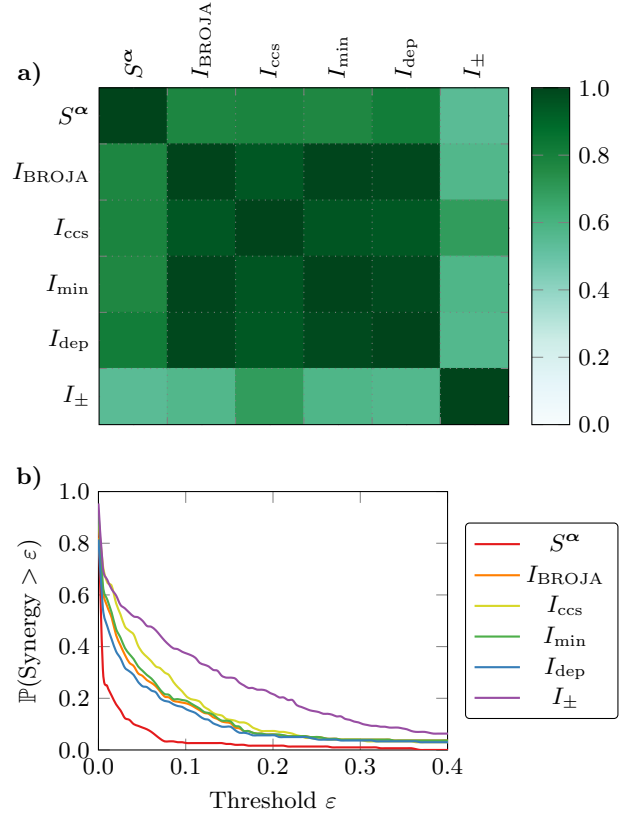 a)
S^α I_BROJA I_ccs I_min I_dep I_±
S^α
I_BROJA
I_ccs
I_min
I_dep
I_±
1.0
0.8
0.6
0.4
0.2
0.0
b)
1.0
0.8
0.6
0.4
0.2
0.0
ℙ(Synergy > ε)
0.0 0.1 0.2 0.3 0.4
Threshold ε
S^α
I_BROJA
I_ccs
I_min
I_dep
I_±